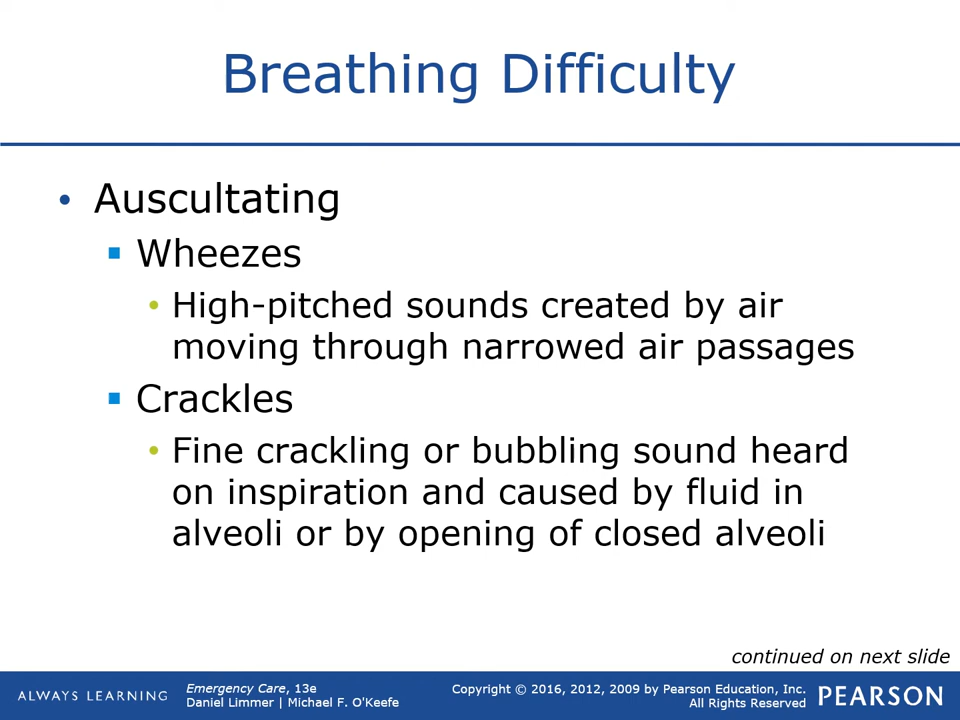 Breathing Difficulty
• Auscultating
▪ Wheezes
• High-pitched sounds created by air
moving through narrowed air passages
▪ Crackles
• Fine crackling or bubbling sound heard
on inspiration and caused by fluid in
alveoli or by opening of closed alveoli
continued on next slide
ALWAYS LEARNING
Emergency Care, 13e
Daniel Limmer | Michael F. O'Keefe
Copyright © 2016, 2012, 2009 by Pearson Education, Inc.
All Rights Reserved
PEARSON